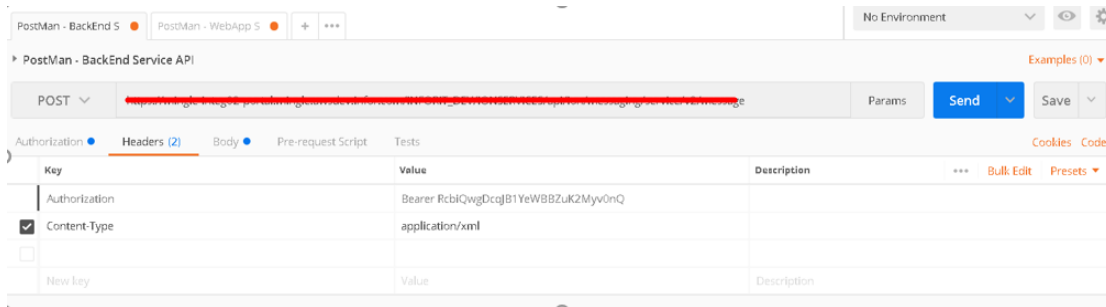 PostMan - BackEnd S PostMan - WebApp S + ••• No Environment
PostMan - BackEnd Service API Examples (0)
POST ge Params Send Save
Authorization Headers (2) Body Pre-request Script Tests Cookies Code
Key Value Description ••• Bulk Edit Presets
Authorization Bearer RcbiQwgDcqJB1YeWBBZuK2Myv0nQ
Content-Type application/xml
New key Value Description